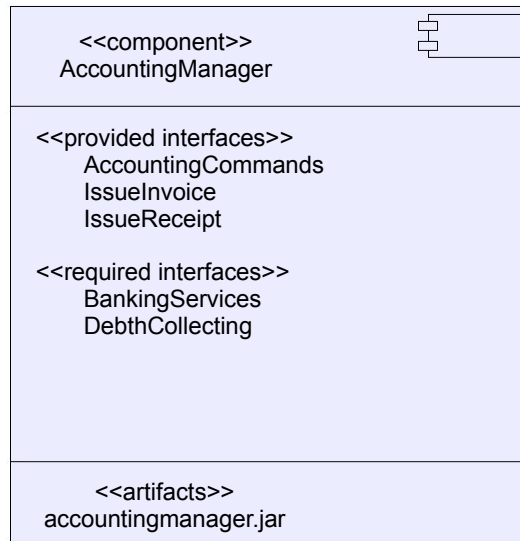 <<component>>
AccountingManager
<<provided interfaces>>
AccountingCommands
IssueInvoice
IssueReceipt
<<required interfaces>>
BankingServices
DebthCollecting
<<artifacts>>
accountingmanager.jar